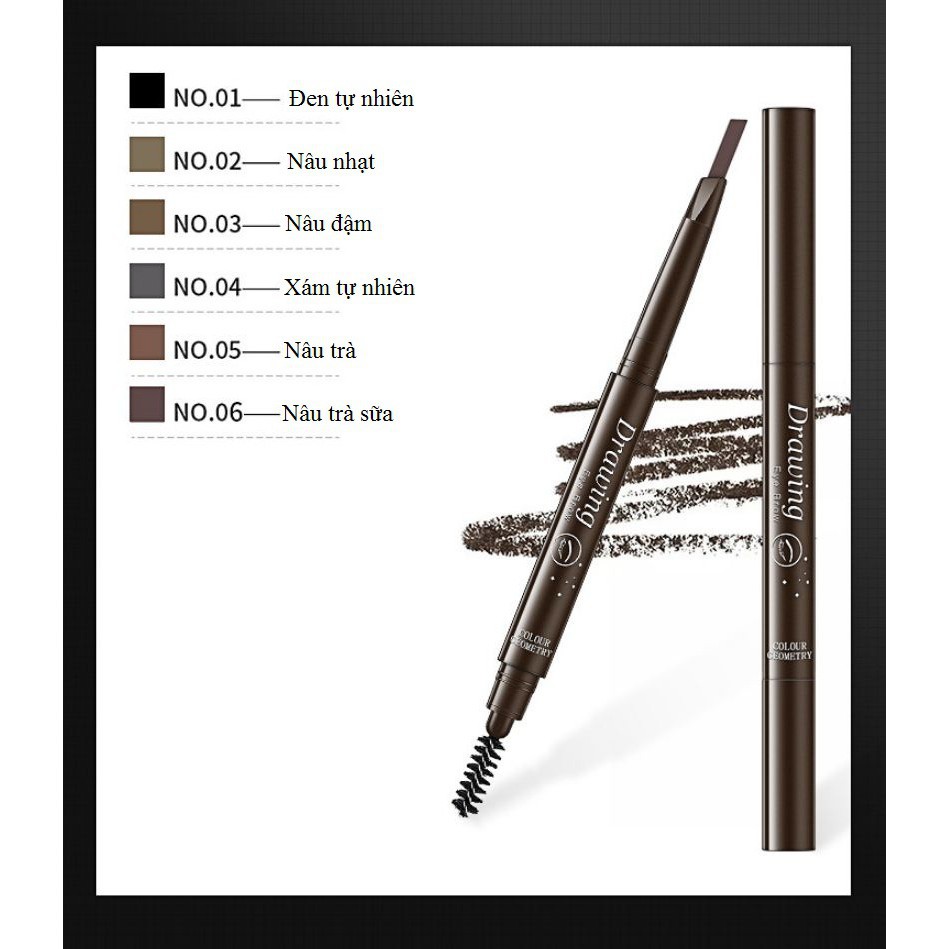 NO.01 Đen tự nhiên
NO.02 Nâu nhạt
NO.03 Nâu đậm
NO.04 Xám tự nhiên
NO.05 Nâu trà
NO.06 Nâu trà sữa
Drawing
Eye Brow
COLOUR
GEOMETRY
Drawing
Eye Brow
COLOUR
GEOMETRY